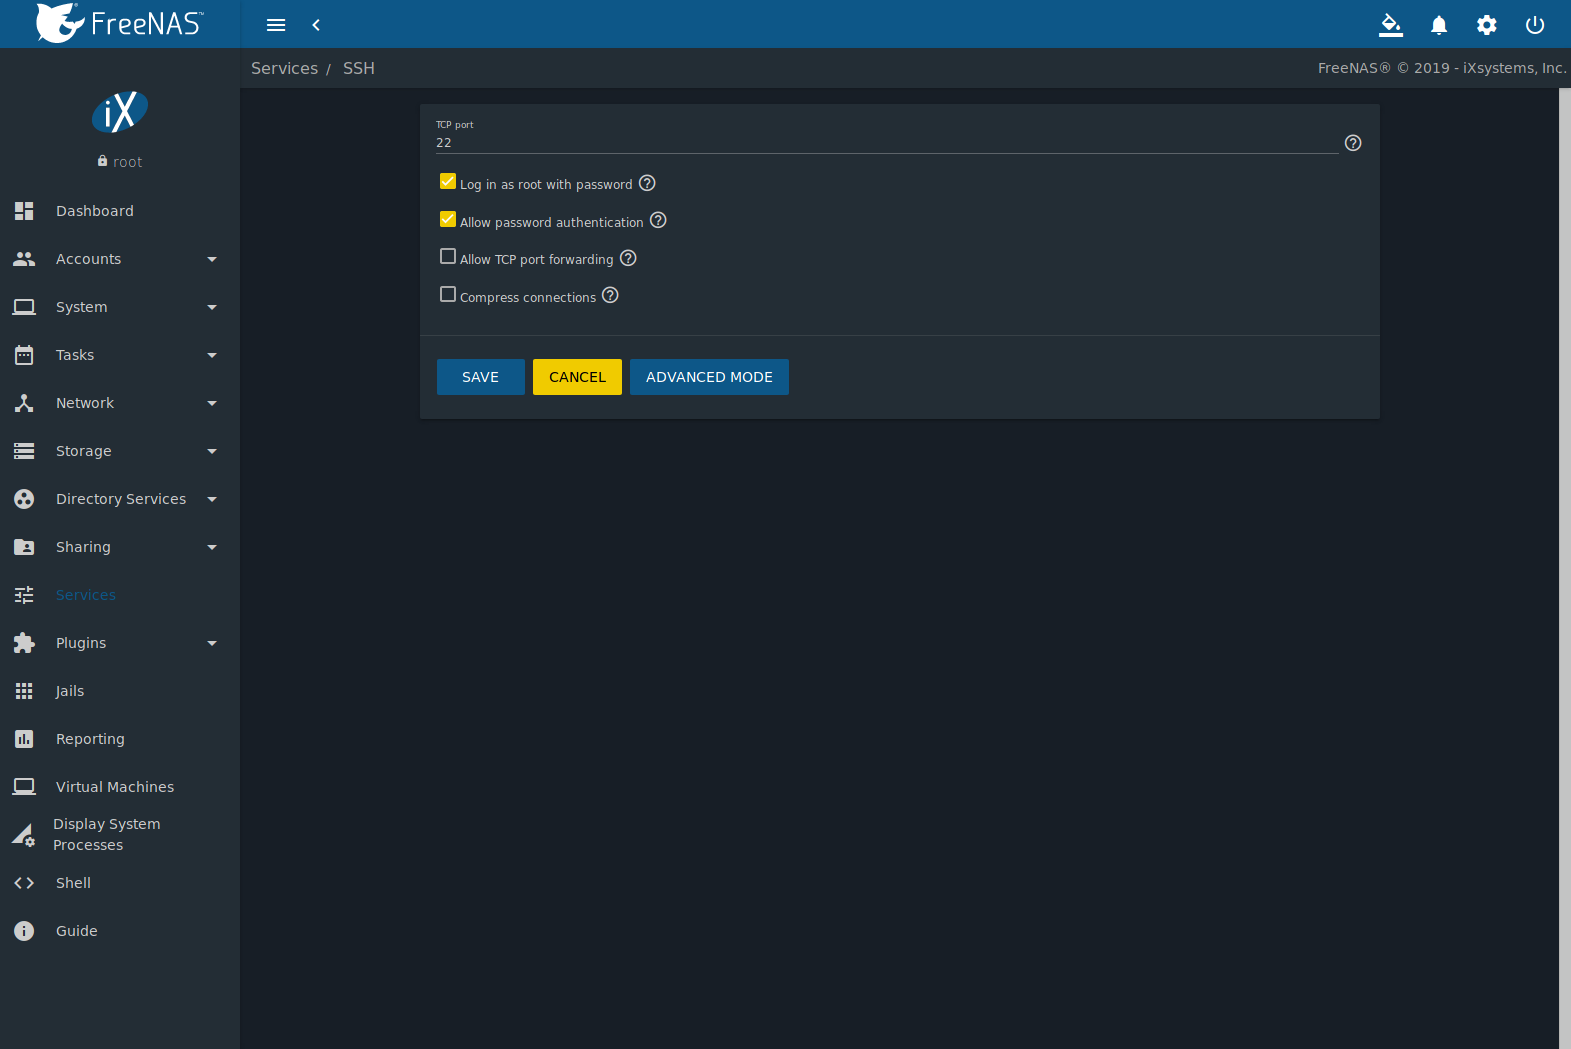 FreeNAS™
Services / SSH
FreeNAS® © 2019 - iXsystems, Inc.
iX
root
Dashboard
Accounts
System
Tasks
Network
Storage
Directory Services
Sharing
Services
Plugins
Jails
Reporting
Virtual Machines
Display System
Processes
Shell
Guide
TCP port
22
Log in as root with password
Allow password authentication
Allow TCP port forwarding
Compress connections
SAVE CANCEL ADVANCED MODE